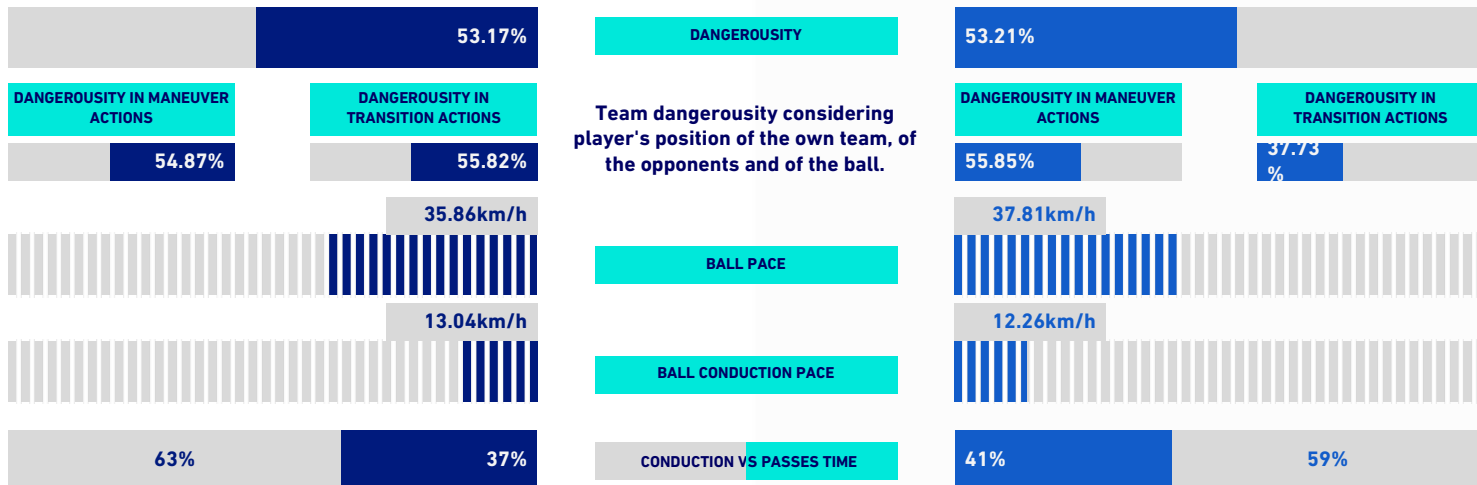 53.17%
DANGEROUSITY
53.21%
DANGEROUSITY IN MANEUVER
ACTIONS
DANGEROUSITY IN
TRANSITION ACTIONS
54.87%
55.82%
Team dangerousity considering
player's position of the own team, of
the opponents and of the ball.
DANGEROUSITY IN MANEUVER
ACTIONS
DANGEROUSITY IN
TRANSITION ACTIONS
55.85%
37.73
%
35.86km/h
BALL PACE
37.81km/h
13.04km/h
BALL CONDUCTION PACE
12.26km/h
63%
37%
CONDUCTION VS PASSES TIME
41%
59%